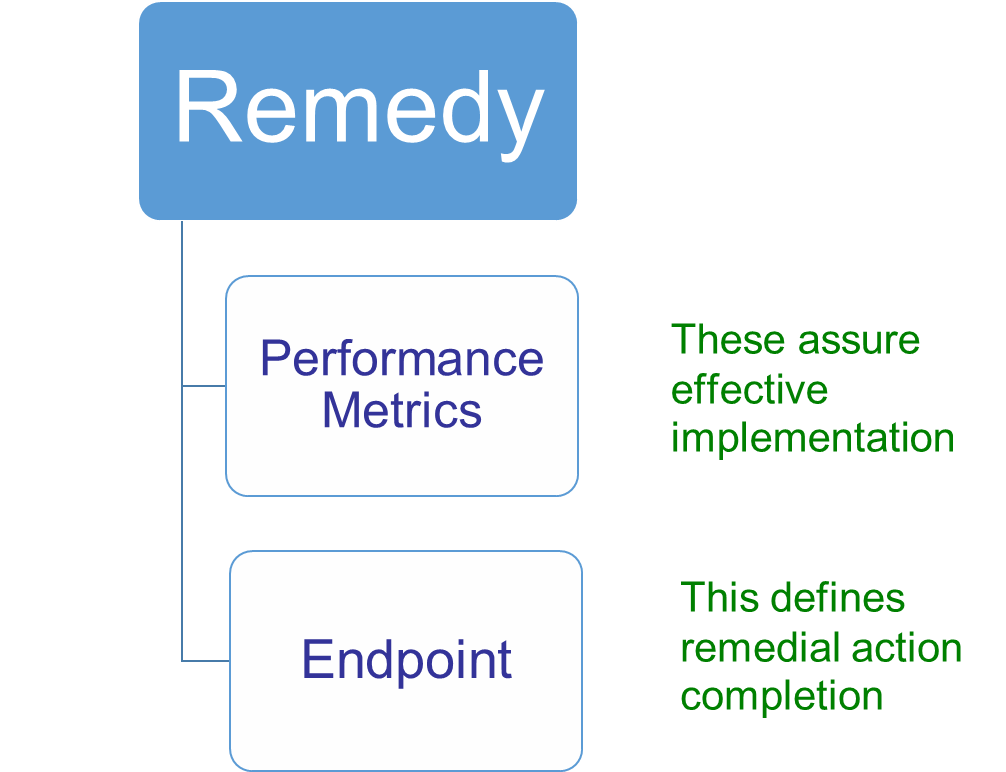 Remedy
Performance
Metrics
These assure
effective
implementation
Endpoint
This defines
remedial action
completion